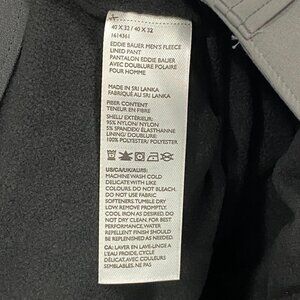 40 X 32 / 40 X 32
1614361
EDDIE BAUER MEN'S FLEECE
LINED PANT
PANTALON EDDIE BAUER
AVEC DOUBLURE POLAIRE
POUR HOMME
MADE IN SRI LANKA
FABRIQUÉ AU SRI LANKA
FIBER CONTENT
TENEUR EN FIBRE
SHELL/ EXTÉRIEUR:
95% NYLON/ NYLON
5% SPANDEX/ ÉLASTHANNE
LINING/ DOUBLURE:
100% POLYESTER/ POLYESTER
US/CA/UK/AU/IS:
MACHINE WASH COLD
DELICATE WITH LIKE
COLOURS. DO NOT BLEACH.
DO NOT USE FABRIC
SOFTENERS. TUMBLE DRY
LOW. REMOVE PROMPTLY.
COOL IRON AS DESIRED. DO
NOT DRY CLEAN. FOR BEST
PERFORMANCE, WATER
REPELLENT FINISH SHOULD
BE REPLENISHED
PERIODICALLY.
CA: LAVER EN LAVE-LINGE A
L'EAU FROIDE, CYCLE
DÉLICAT, AVEC COULEURS
SEMBLABLES. NE PAS